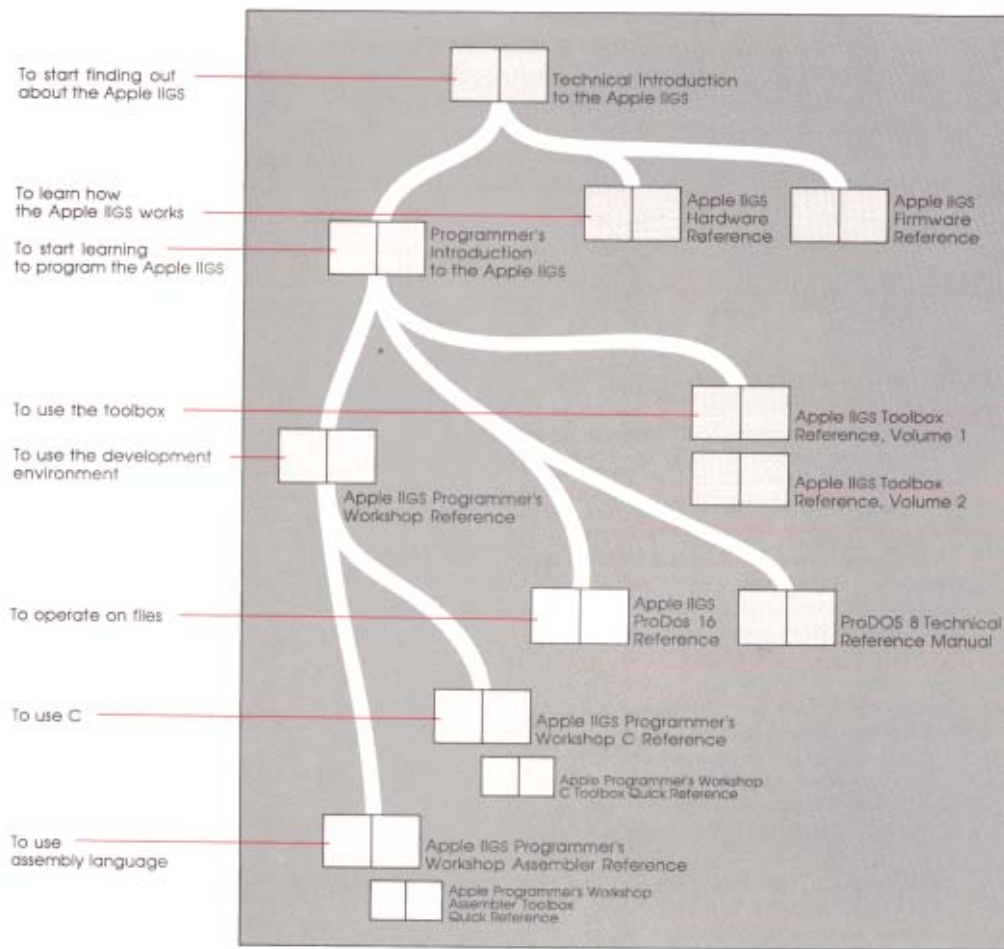 To start finding out
about the Apple IIGS
Technical Introduction
to the Apple IIGS
To learn how
the Apple IIGS works
Apple IIGS
Hardware
Reference
Apple IIGS
Firmware
Reference
To start learning
to program the Apple IIGS
Programmer's
Introduction
to the Apple IIGS
To use the toolbox
Apple IIGS Toolbox
Reference, Volume 1
To use the development
environment
Apple IIGS Programmer's
Workshop Reference
Apple IIGS Toolbox
Reference, Volume 2
To operate on files
Apple IIGS
ProDos 16
Reference
ProDOS 8 Technical
Reference Manual
To use C
Apple IIGS Programmer's
Workshop C Reference
Apple Programmer's Workshop
C Toolbox Quick Reference
To use
assembly language
Apple IIGS Programmer's
Workshop Assembler Reference
Apple Programmer's Workshop
Assembler Toolbox
Quick Reference